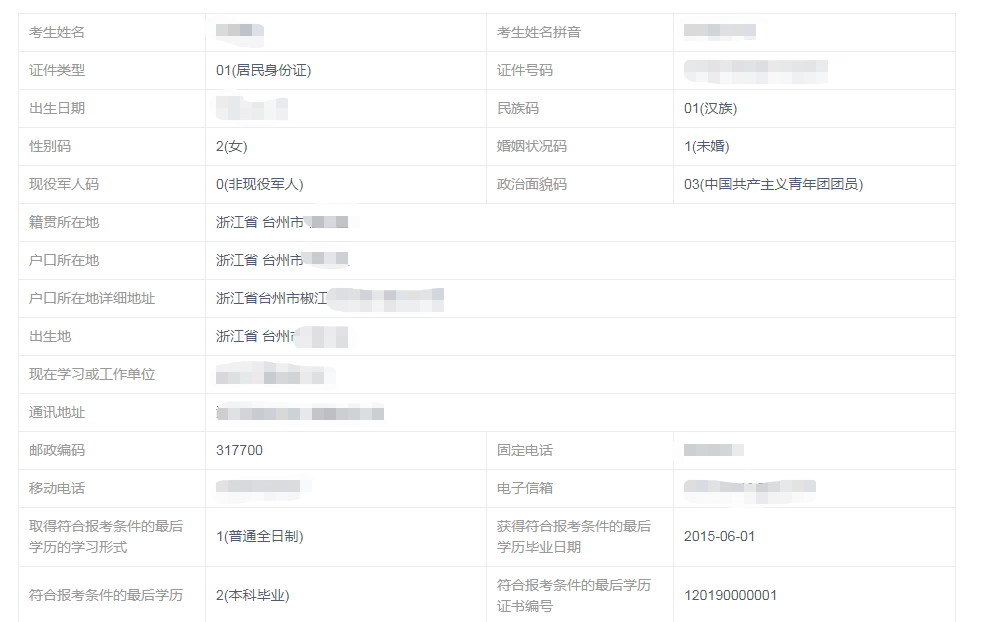 考生姓名
考生姓名拼音
证件类型 01(居民身份证)
证件号码
出生日期
民族码 01(汉族)
性别码 2(女)
婚姻状况码 1(未婚)
现役军人码 0(非现役军人)
政治面貌码 03(中国共产主义青年团团员)
籍贯所在地 浙江省 台州市
户口所在地 浙江省 台州市
户口所在地详细地址 浙江省台州市椒江
出生地 浙江省 台州
现在学习或工作单位
通讯地址
邮政编码 317700
固定电话
移动电话
电子信箱
取得符合报考条件的最后
学历的学习形式
1(普通全日制)
获得符合报考条件的最后
学历毕业日期
2015-06-01
符合报考条件的最后学历 2(本科毕业)
符合报考条件的最后学历
证书编号
120190000001